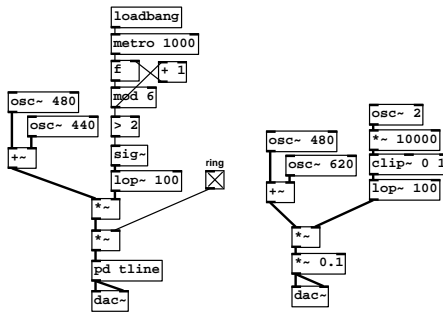 loadbang
metro 1000
f
+ 1
mod 6
> 2
sig~
lop~ 100
osc~ 480
osc~ 440
+~
ring
*~
*~
pd tline
dac~
osc~ 480
osc~ 620
+~
osc~ 2
*~ 10000
clip~ 0 1
lop~ 100
*~
*~ 0.1
dac~